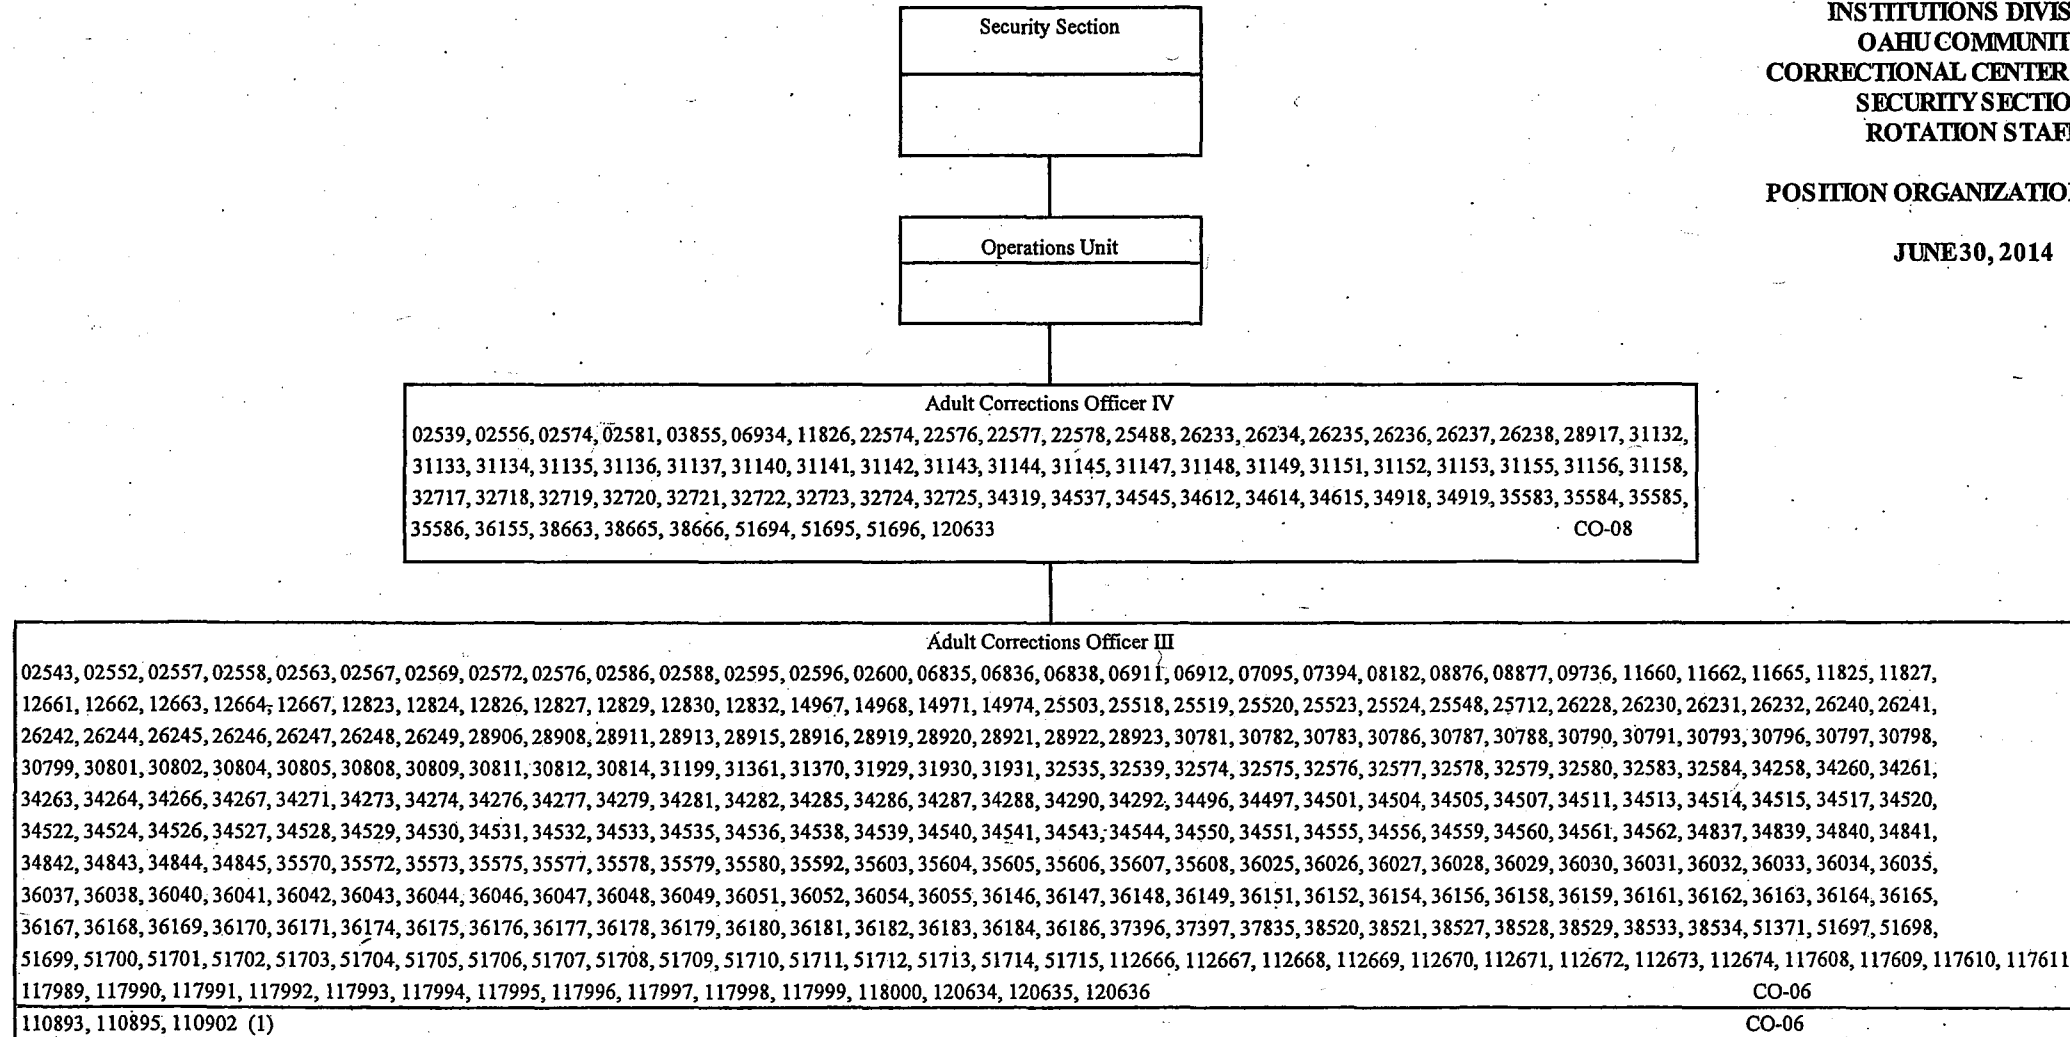 INSTITUTIONS DIVIS
OAHU COMMUNIT
CORRECTIONAL CENTER
SECURITY SECTIO
ROTATION STAF
POSITION ORGANIZATIO
JUNE 30, 2014
Security Section
Operations Unit
Adult Corrections Officer IV
02539, 02556, 02574, 02581, 03855, 06934, 11826, 22574, 22576, 22577, 22578, 25488, 26233, 26234, 26235, 26236, 26237, 26238, 28917, 31132,
31133, 31134, 31135, 31136, 31137, 31140, 31141, 31142, 31143, 31144, 31145, 31147, 31148, 31149, 31151, 31152, 31153, 31155, 31156, 31158,
32717, 32718, 32719, 32720, 32721, 32722, 32723, 32724, 32725, 34319, 34537, 34545, 34612, 34614, 34615, 34918, 34919, 35583, 35584, 35585,
35586, 36155, 38663, 38665, 38666, 51694, 51695, 51696, 120633 CO-08
Adult Corrections Officer III
02543, 02552, 02557, 02558, 02563, 02567, 02569, 02572, 02576, 02586, 02588, 02595, 02596, 02600, 06835, 06836, 06838, 06911, 06912, 07095, 07394, 08182, 08876, 08877, 09736, 11660, 11662, 11665, 11825, 11827,
12661, 12662, 12663, 12664, 12667, 12823, 12824, 12826, 12827, 12829, 12830, 12832, 14967, 14968, 14971, 14974, 25503, 25518, 25519, 25520, 25523, 25524, 25548, 25712, 26228, 26230, 26231, 26232, 26240, 26241,
26242, 26244, 26245, 26246, 26247, 26248, 26249, 28906, 28908, 28911, 28913, 28915, 28916, 28919, 28920, 28921, 28922, 28923, 30781, 30782, 30783, 30786, 30787, 30788, 30790, 30791, 30793, 30796, 30797, 30798,
30799, 30801, 30802, 30804, 30805, 30808, 30809, 30811, 30812, 30814, 31199, 31361, 31370, 31929, 31930, 31931, 32535, 32539, 32574, 32575, 32576, 32577, 32578, 32579, 32580, 32583, 32584, 34258, 34260, 34261,
34263, 34264, 34266, 34267, 34271, 34273, 34274, 34276, 34277, 34279, 34281, 34282, 34285, 34286, 34287, 34288, 34290, 34292, 34496, 34497, 34501, 34504, 34505, 34507, 34511, 34513, 34514, 34515, 34517, 34520,
34522, 34524, 34526, 34527, 34528, 34529, 34530, 34531, 34532, 34533, 34535, 34536, 34538, 34539, 34540, 34541, 34543, 34544, 34550, 34551, 34555, 34556, 34559, 34560, 34561, 34562, 34837, 34839, 34840, 34841,
34842, 34843, 34844, 34845, 35570, 35572, 35573, 35575, 35577, 35578, 35579, 35580, 35592, 35603, 35604, 35605, 35606, 35607, 35608, 36025, 36026, 36027, 36028, 36029, 36030, 36031, 36032, 36033, 36034, 36035,
36037, 36038, 36040, 36041, 36042, 36043, 36044, 36046, 36047, 36048, 36049, 36051, 36052, 36054, 36055, 36146, 36147, 36148, 36149, 36151, 36152, 36154, 36156, 36158, 36159, 36161, 36162, 36163, 36164, 36165,
36167, 36168, 36169, 36170, 36171, 36174, 36175, 36176, 36177, 36178, 36179, 36180, 36181, 36182, 36183, 36184, 36186, 37396, 37397, 37835, 38520, 38521, 38527, 38528, 38529, 38533, 38534, 51371, 51697, 51698,
51699, 51700, 51701, 51702, 51703, 51704, 51705, 51706, 51707, 51708, 51709, 51710, 51711, 51712, 51713, 51714, 51715, 112666, 112667, 112668, 112669, 112670, 112671, 112672, 112673, 112674, 117608, 117609, 117610, 117611
117989, 117990, 117991, 117992, 117993, 117994, 117995, 117996, 117997, 117998, 117999, 118000, 120634, 120635, 120636 CO-06
110893, 110895, 110902 (1) CO-06